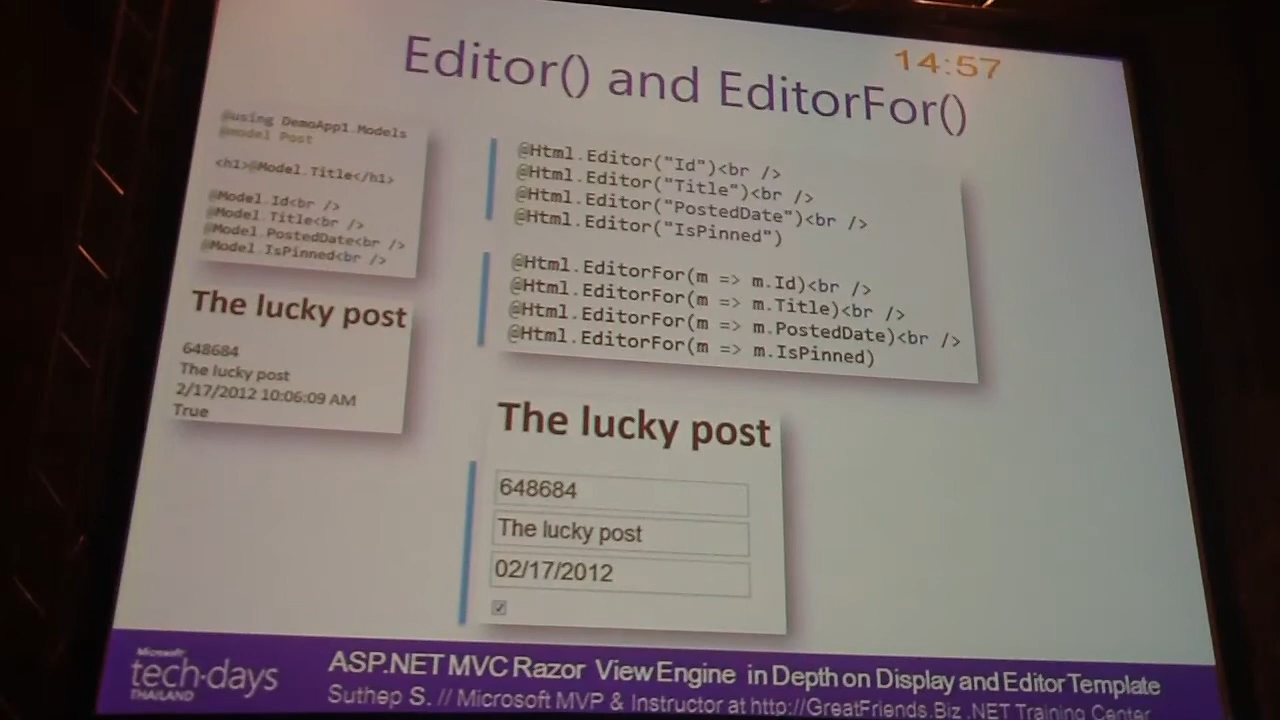 14:57
Editor() and EditorFor()
@using DemoApp1.Models
@model Post
<h1>@Model.Title</h1>
@Model.Id<br />
@Model.Title<br />
@Model.PostedDate<br />
@Model.IsPinned<br />
The lucky post
648684
The lucky post
2/17/2012 10:06:09 AM
True
@Html.Editor("Id")<br />
@Html.Editor("Title")<br />
@Html.Editor("PostedDate")<br />
@Html.Editor("IsPinned")
@Html.EditorFor(m => m.Id)<br />
@Html.EditorFor(m => m.Title)<br />
@Html.EditorFor(m => m.PostedDate)<br />
@Html.EditorFor(m => m.IsPinned)
The lucky post
648684
The lucky post
02/17/2012
Microsoft
tech·days
THAILAND
ASP.NET MVC Razor View Engine in Depth on Display and Editor Template
Suthep S. // Microsoft MVP & Instructor at http://GreatFriends.Biz .NET Training Center